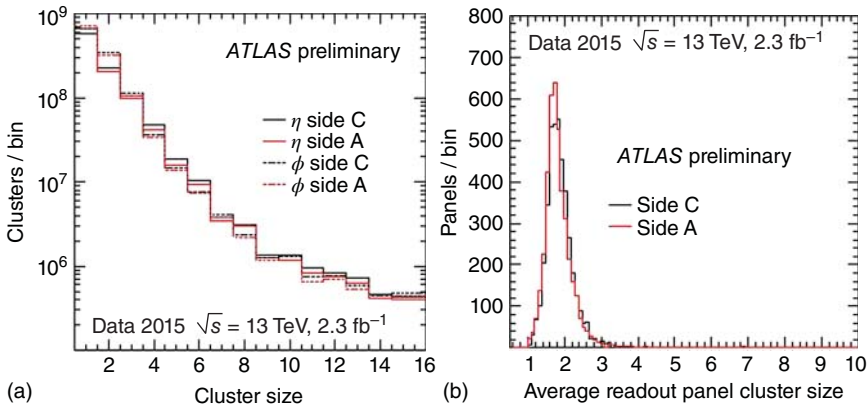 10⁹
10⁸
10⁷
10⁶
Clusters / bin
ATLAS preliminary
η side C
η side A
ϕ side C
ϕ side A
Data 2015 √s = 13 TeV, 2.3 fb⁻¹
2 4 6 8 10 12 14 16
Cluster size
(a)
800
700
600
500
400
300
200
100
Panels / bin
Data 2015 √s = 13 TeV, 2.3 fb⁻¹
ATLAS preliminary
Side C
Side A
1 2 3 4 5 6 7 8 9 10
Average readout panel cluster size
(b)